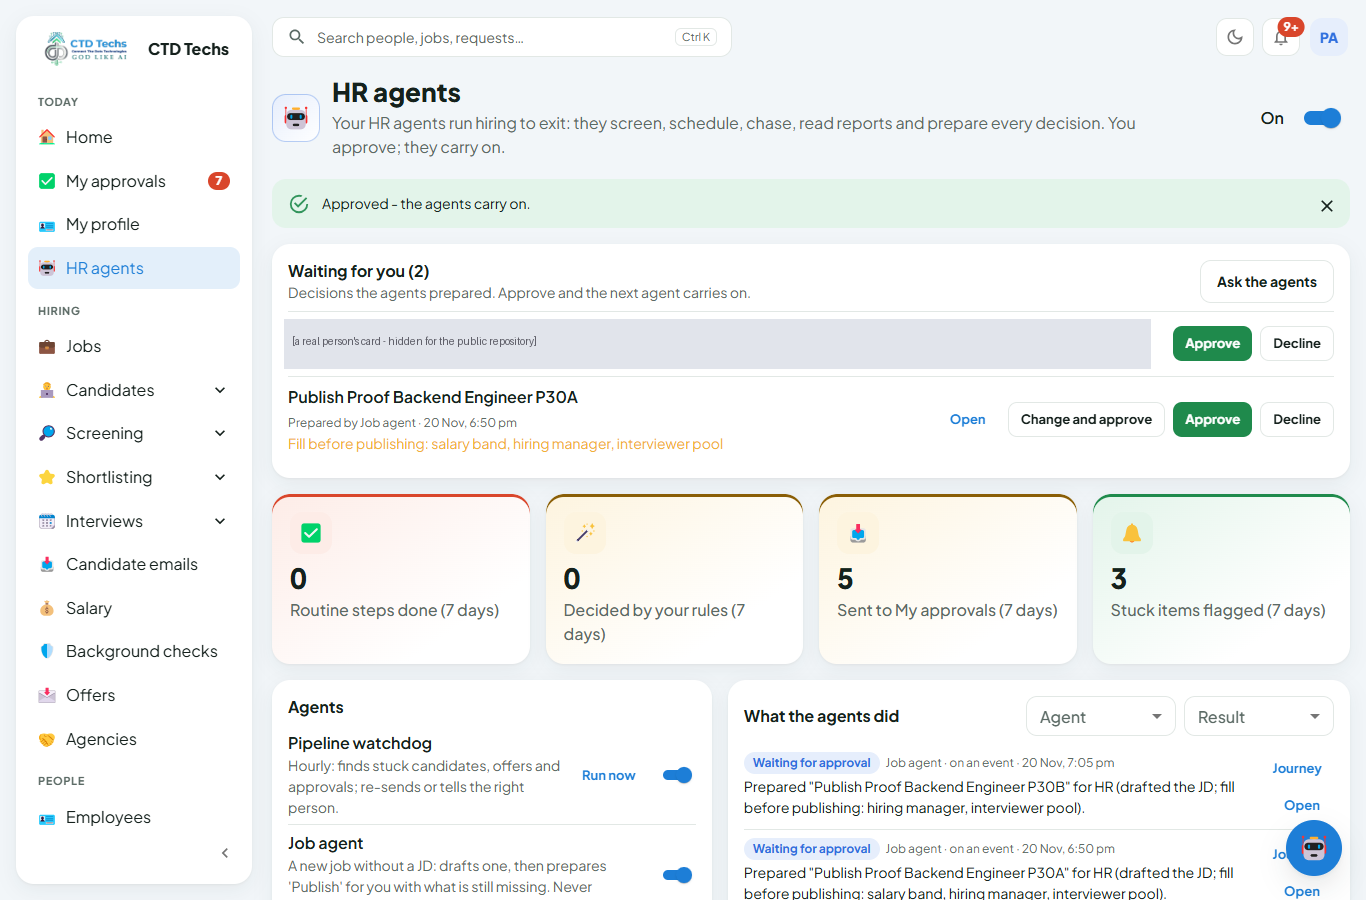 CTD Techs
Connect The Dots Technologies
GOD LIKE AI
CTD Techs
Search people, jobs, requests...
Ctrl K
9+
PA
TODAY
Home
My approvals
7
My profile
HR agents
HIRING
Jobs
Candidates
Screening
Shortlisting
Interviews
Candidate emails
Salary
Background checks
Offers
Agencies
PEOPLE
Employees
HR agents
Your HR agents run hiring to exit: they screen, schedule, chase, read reports and prepare every decision. You
approve; they carry on.
On
Approved - the agents carry on.
Waiting for you (2)
Decisions the agents prepared. Approve and the next agent carries on.
Ask the agents
[a real person's card - hidden for the public repository]
Approve
Decline
Publish Proof Backend Engineer P30A
Prepared by Job agent · 20 Nov, 6:50 pm
Fill before publishing: salary band, hiring manager, interviewer pool
Open
Change and approve
Approve
Decline
0
Routine steps done (7 days)
0
Decided by your rules (7
days)
5
Sent to My approvals (7 days)
3
Stuck items flagged (7 days)
Agents
Pipeline watchdog
Hourly: finds stuck candidates, offers and
approvals; re-sends or tells the right
person.
Run now
Job agent
A new job without a JD: drafts one, then prepares
'Publish' for you with what is still missing. Never
What the agents did
Agent
Result
Waiting for approval Job agent · on an event · 20 Nov, 7:05 pm
Prepared "Publish Proof Backend Engineer P30B" for HR (drafted the JD; fill
before publishing: hiring manager, interviewer pool).
Journey
Open
Waiting for approval Job agent · on an event · 20 Nov, 6:50 pm
Prepared "Publish Proof Backend Engineer P30A" for HR (drafted the JD; fill
before publishing: salary band, hiring manager, interviewer pool).
Jo
Open